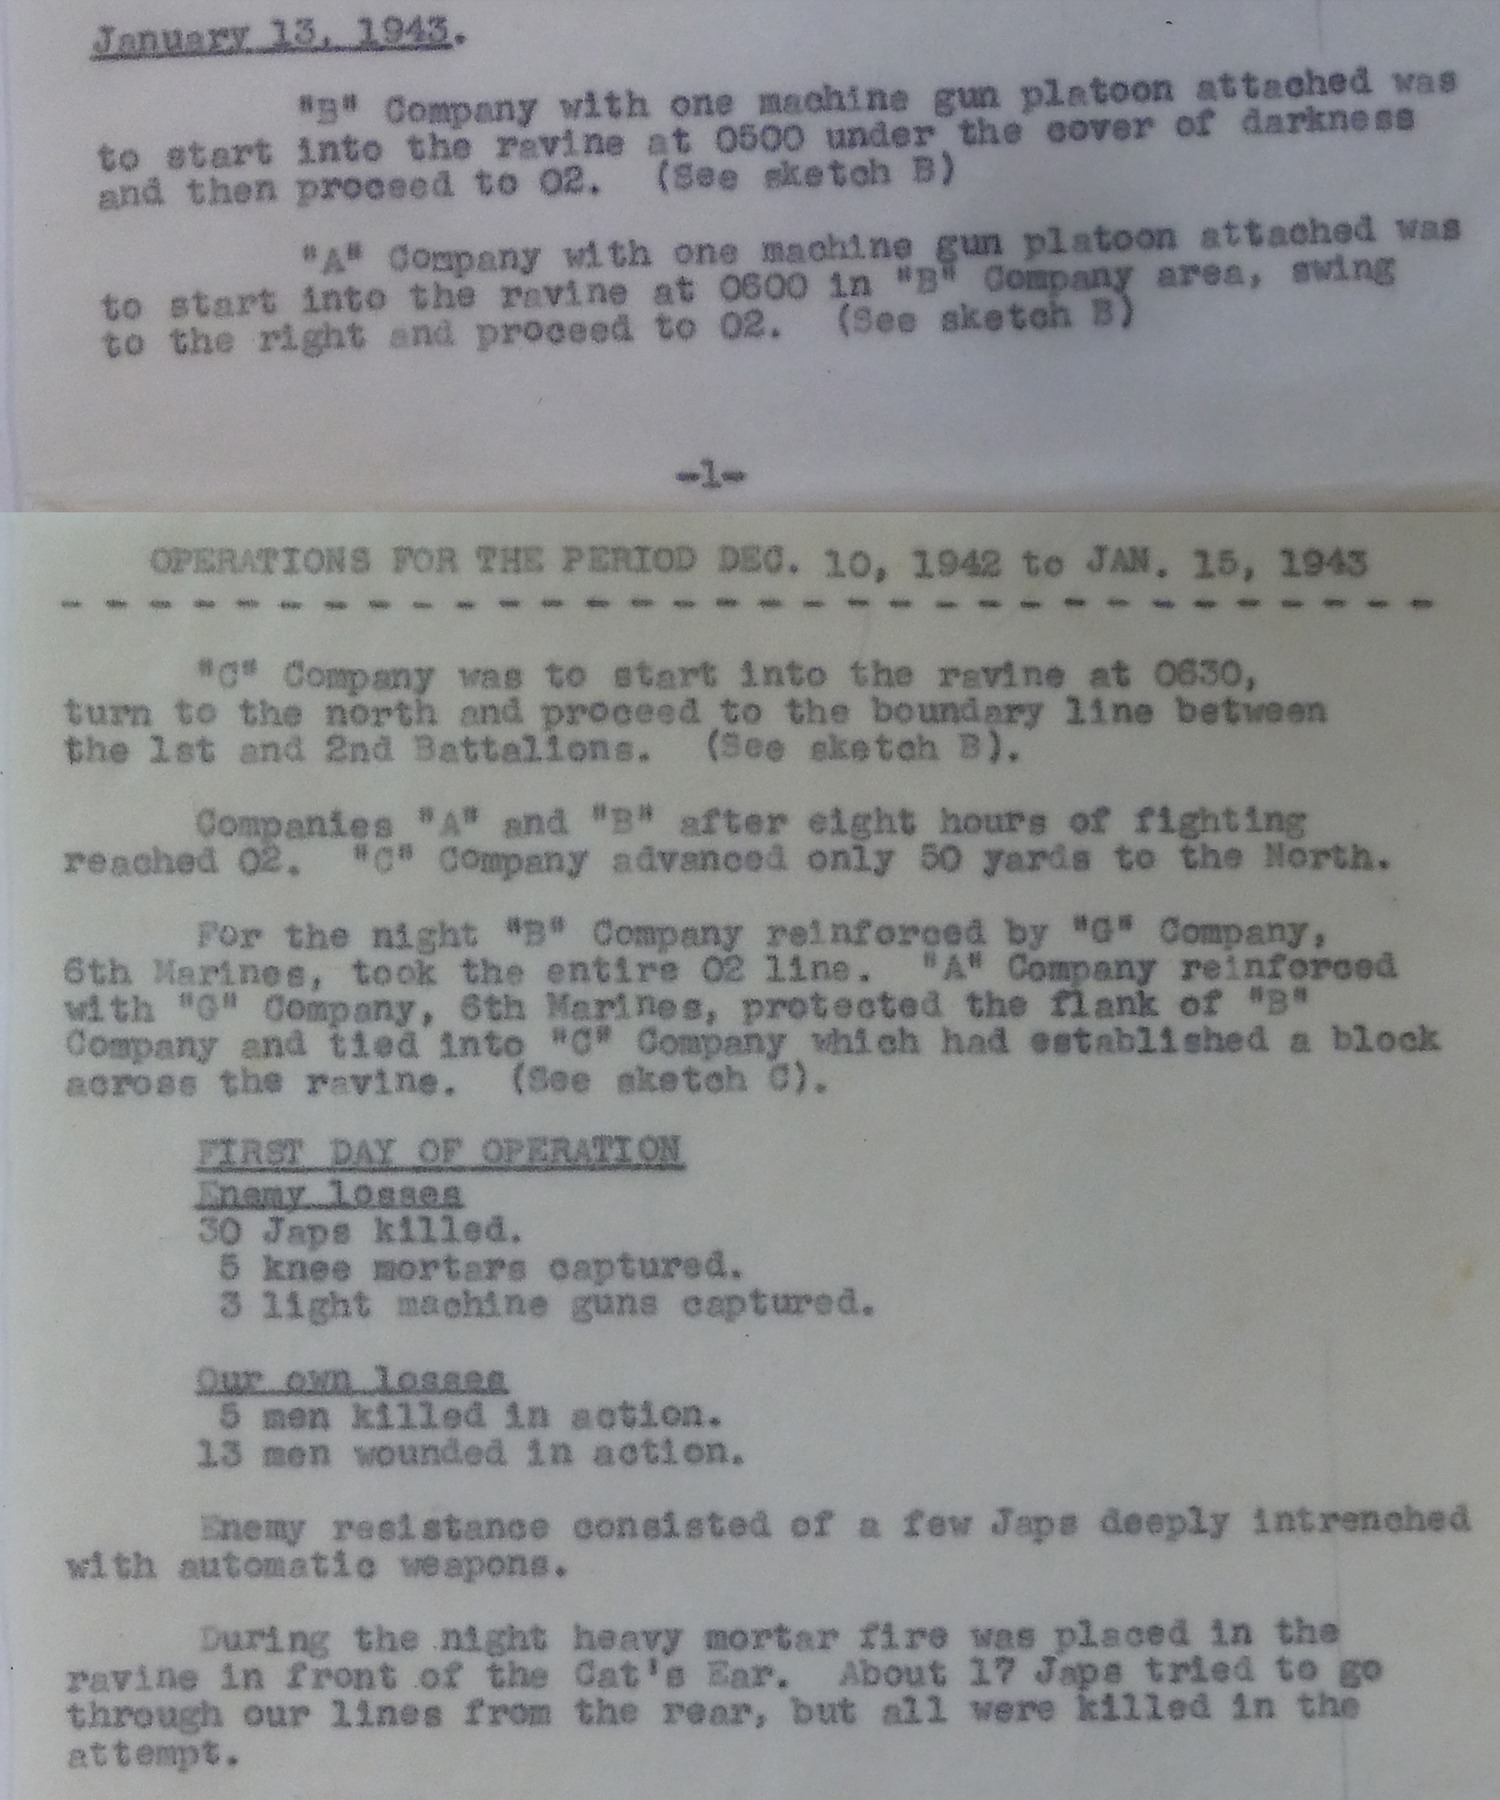 January 13, 1943.
"B" Company with one machine gun platoon attached was
to start into the ravine at 0500 under the cover of darkness
and then proceed to O2. (See sketch B)
"A" Company with one machine gun platoon attached was
to start into the ravine at 0600 in "B" Company area, swing
to the right and proceed to O2. (See sketch B)
-1-
OPERATIONS FOR THE PERIOD DEC. 10, 1942 to JAN. 15, 1943
- - - - - - - - - - - - - - - - - - - - - - - - - - - - - - - -
"C" Company was to start into the ravine at 0630,
turn to the north and proceed to the boundary line between
the 1st and 2nd Battalions. (See sketch B).
Companies "A" and "B" after eight hours of fighting
reached O2. "C" Company advanced only 50 yards to the North.
For the night "B" Company reinforced by "G" Company,
6th Marines, took the entire O2 line. "A" Company reinforced
with "G" Company, 6th Marines, protected the flank of "B"
Company and tied into "C" Company which had established a block
across the ravine. (See sketch C).
FIRST DAY OF OPERATION
Enemy losses
30 Japs killed.
5 knee mortars captured.
3 light machine guns captured.
Our own losses
5 men killed in action.
13 men wounded in action.
Enemy resistance consisted of a few Japs deeply intrenched
with automatic weapons.
During the night heavy mortar fire was placed in the
ravine in front of the Cat's Ear. About 17 Japs tried to go
through our lines from the rear, but all were killed in the
attempt.